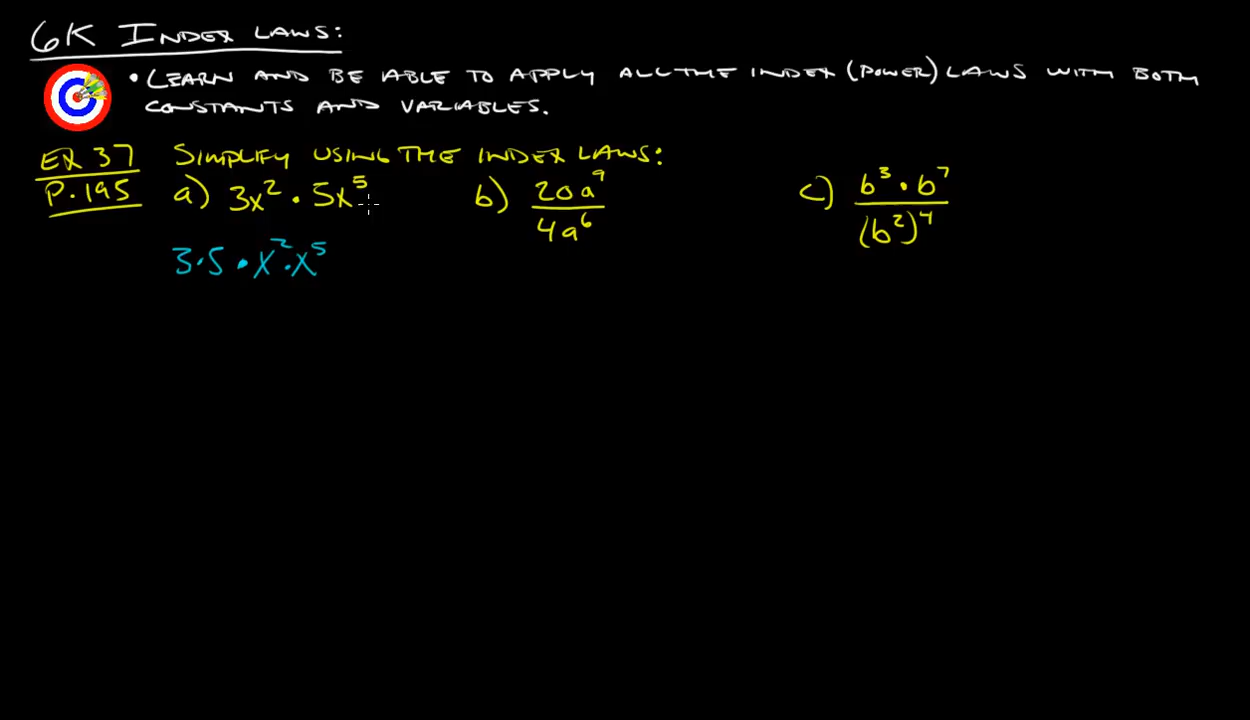 6K INDEX LAWS:
• LEARN AND BE ABLE TO APPLY ALL THE INDEX (POWER) LAWS WITH BOTH
CONSTANTS AND VARIABLES.
EX 37 SIMPLIFY USING THE INDEX LAWS:
P. 195 a) 3x² • 5x⁵ b) 20a⁹/4a⁶ c) b³ • b⁷/(b²)⁴
3•5 • x²•x⁵